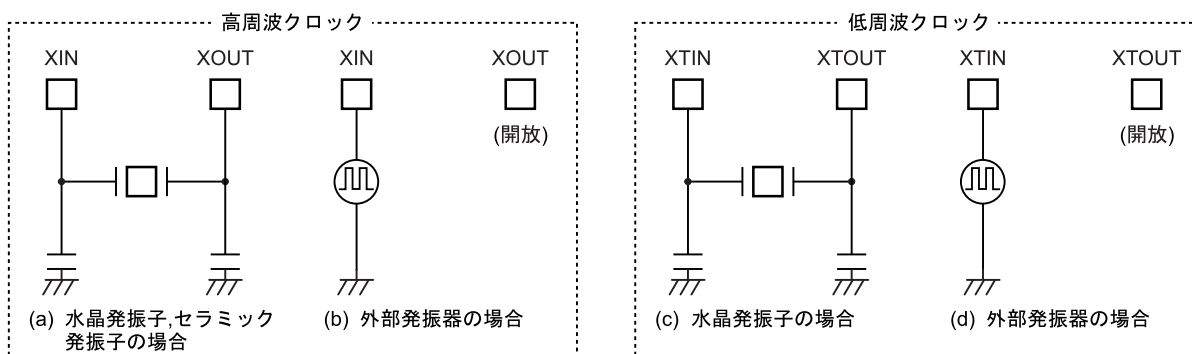 高周波クロック
XIN XOUT XIN XOUT
(開放)
(a) 水晶発振子,セラミック
発振子の場合
(b) 外部発振器の場合
低周波クロック
XTIN XTOUT XTIN XTOUT
(開放)
(c) 水晶発振子の場合
(d) 外部発振器の場合